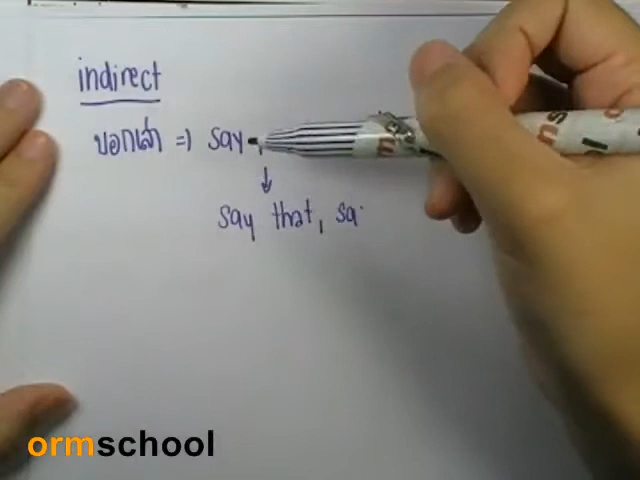 indirect
บอกเล่า => say,
↓
say that, sa
ormschool